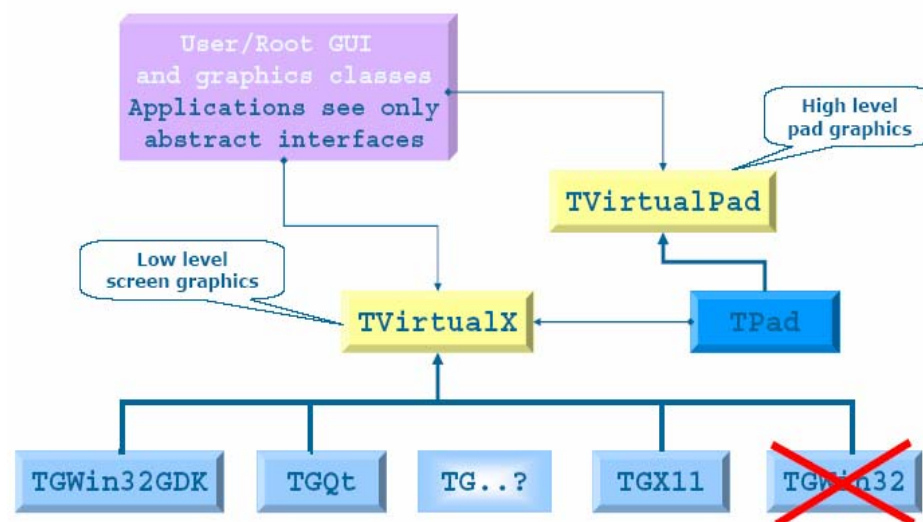 User/Root GUI
and graphics classes
Applications see only
abstract interfaces
High level
pad graphics
TVirtualPad
Low level
screen graphics
TVirtualX
TPad
TGWin32GDK
TGQt
TG..?
TGX11
TGWin32